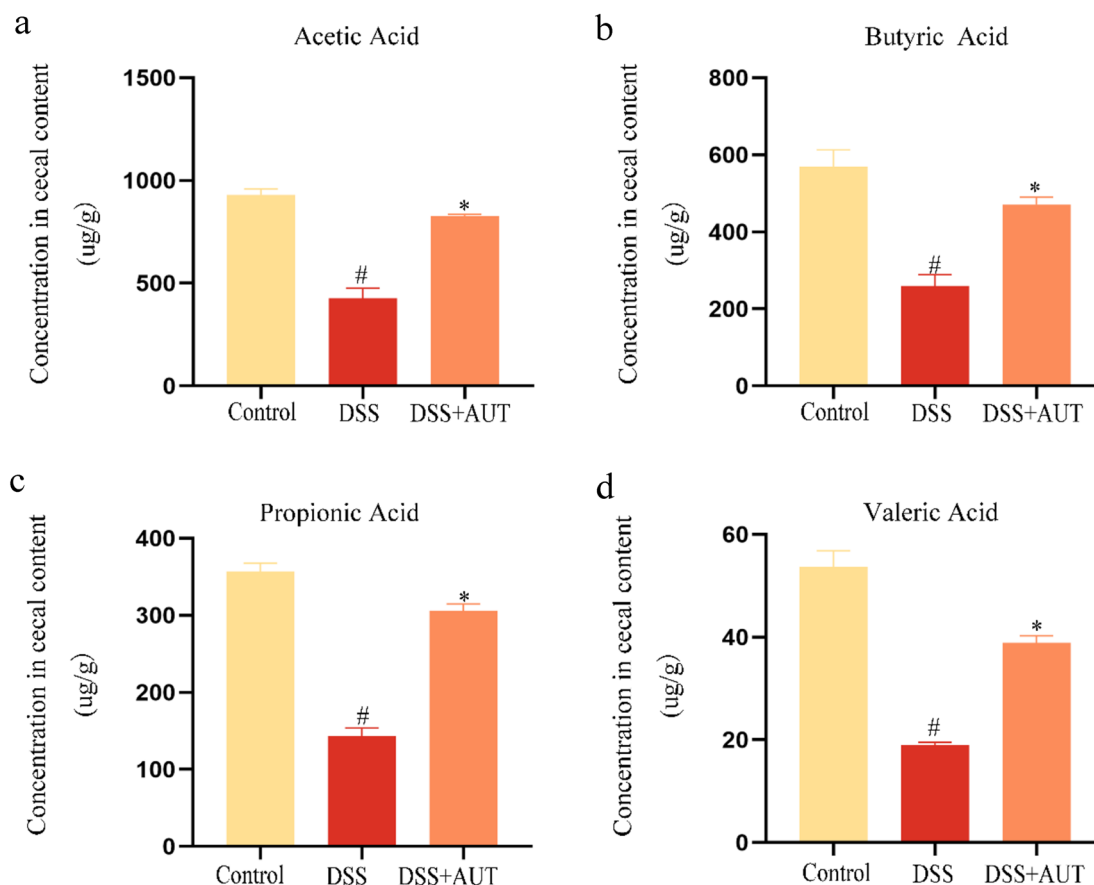 a
Acetic Acid
Concentration in cecal content
(ug/g)
1500
1000
500
0
#
*
Control DSS DSS+AUT
b
Butyric Acid
Concentration in cecal content
(ug/g)
800
600
400
200
0
#
*
Control DSS DSS+AUT
c
Propionic Acid
Concentration in cecal content
(ug/g)
400
300
200
100
0
#
*
Control DSS DSS+AUT
d
Valeric Acid
Concentration in cecal content
(ug/g)
60
40
20
0
#
*
Control DSS DSS+AUT